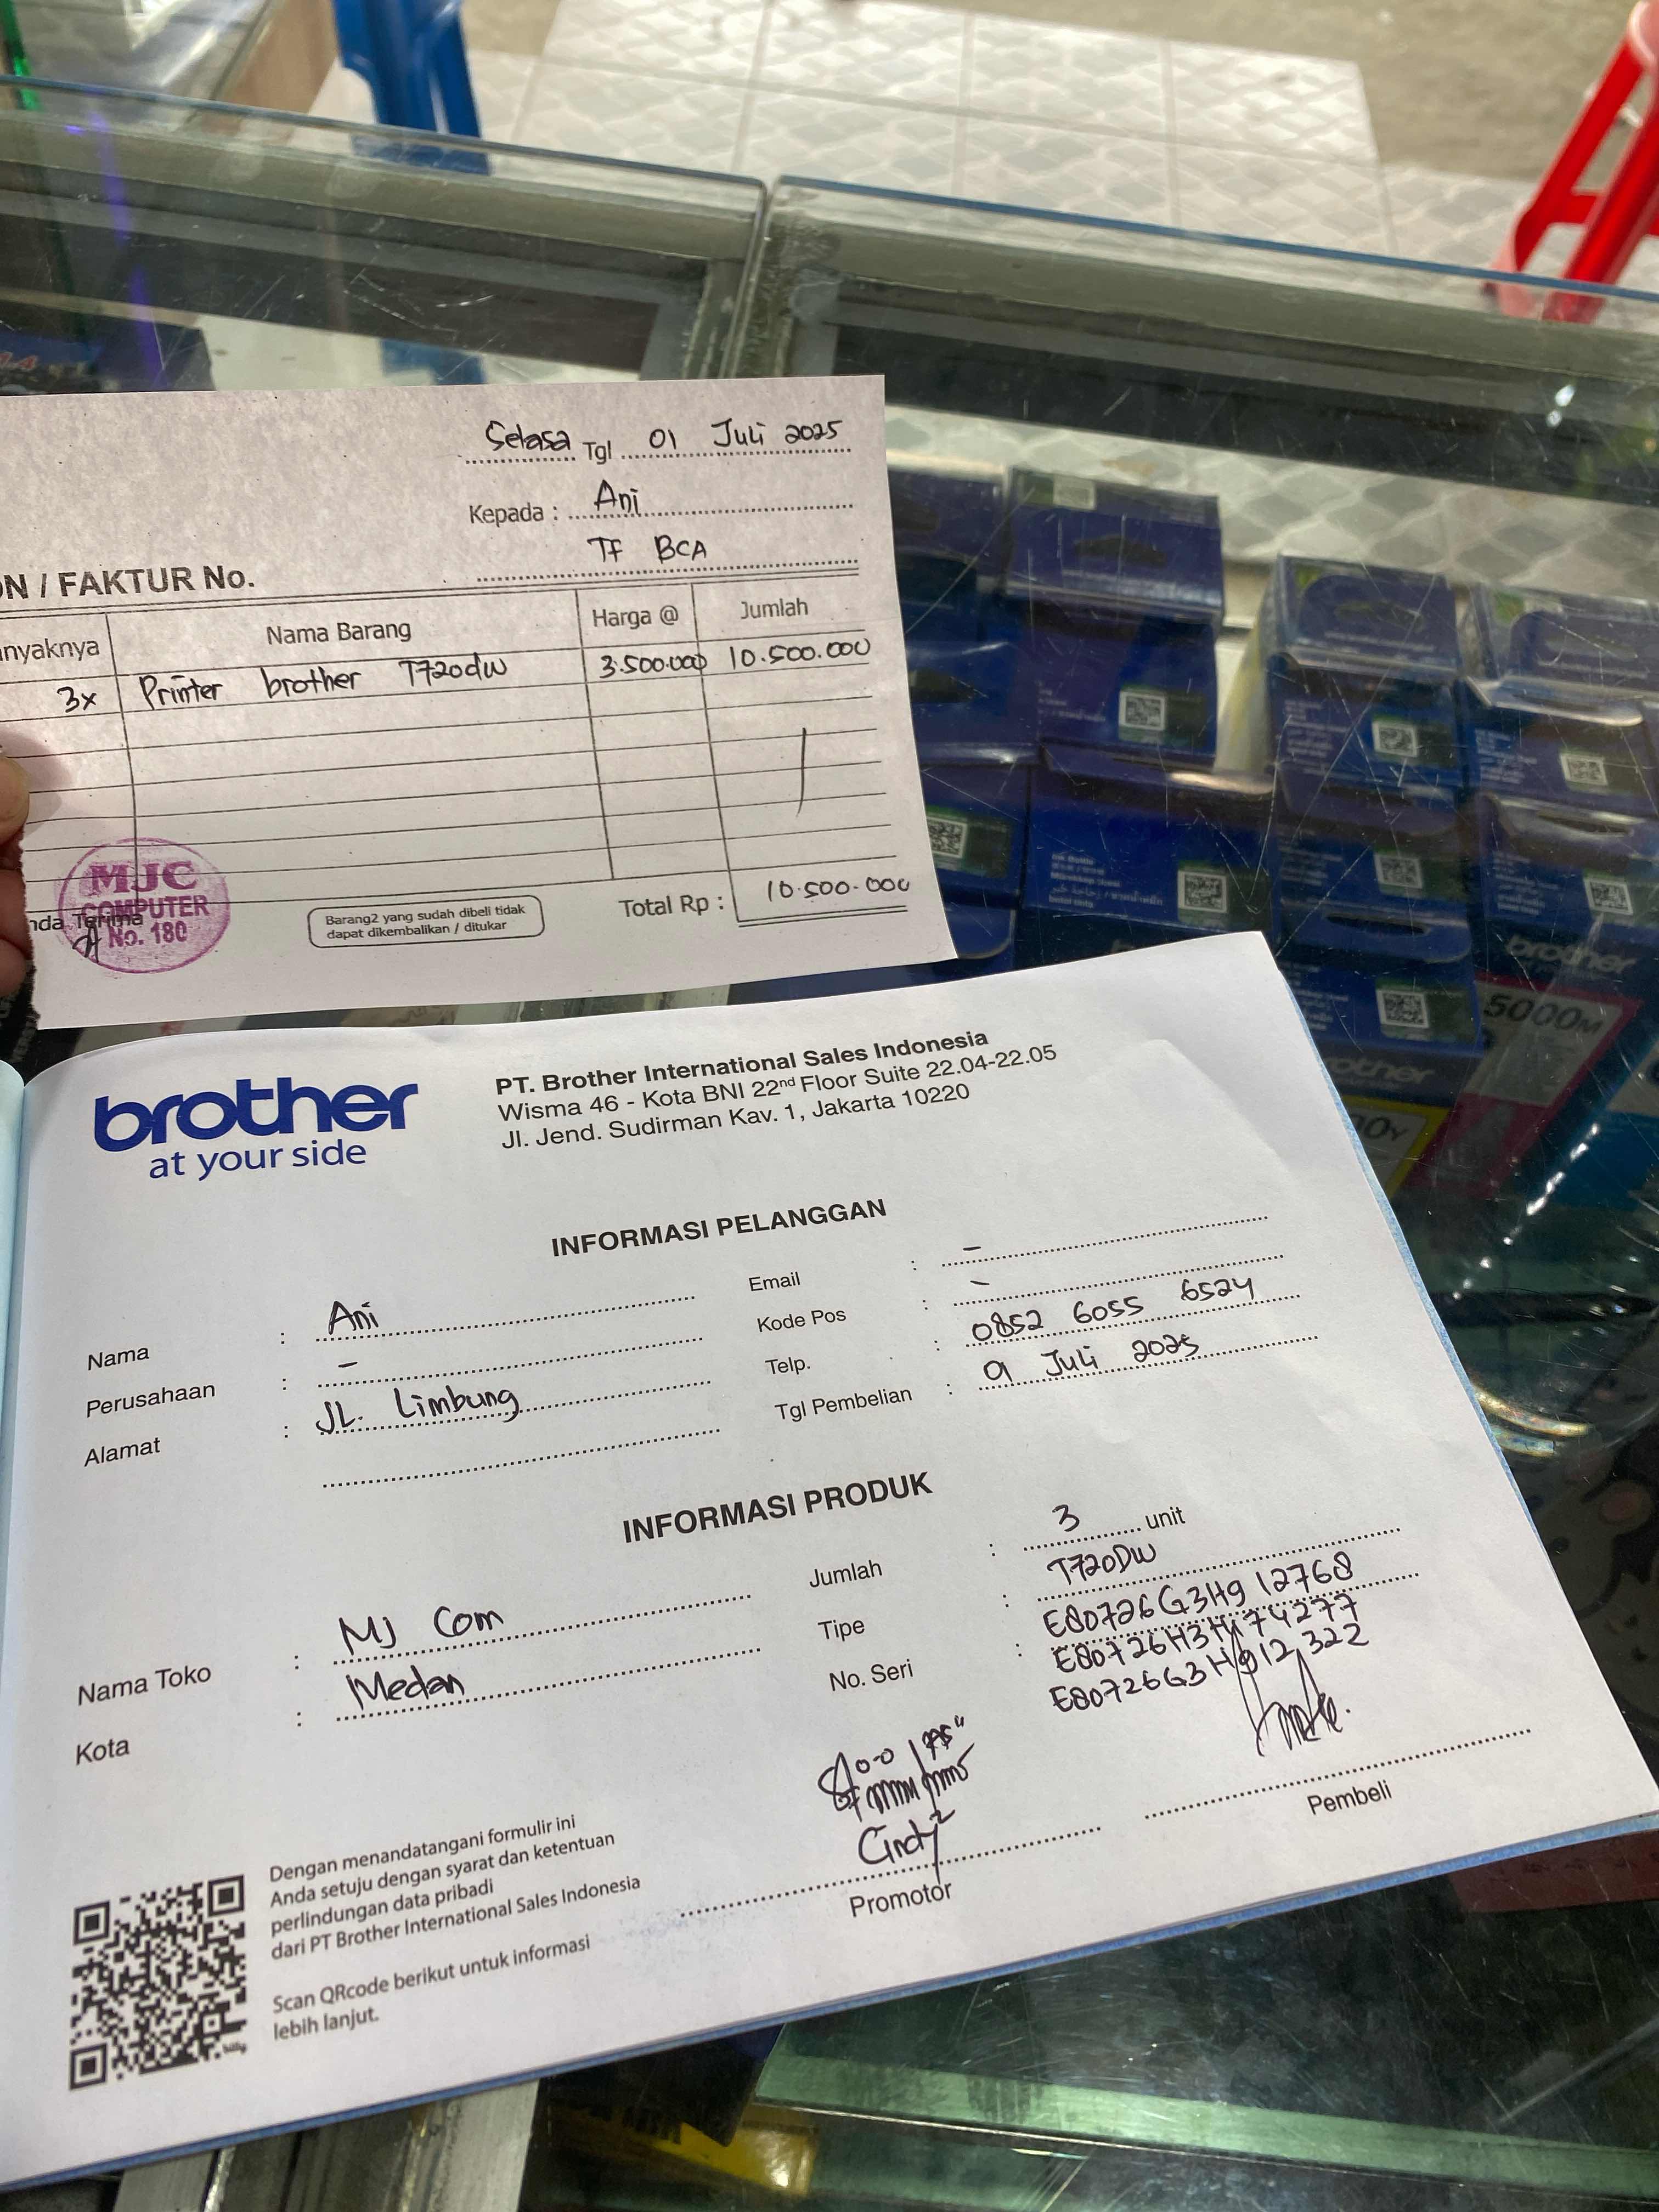 Selasa Tgl 01 Juli 2025
Kepada : Ani
TF BCA
N / FAKTUR No.
nyaknya Nama Barang Harga @ Jumlah
3x Printer brother T720dw 3.500.000 10.500.000
MJC
COMPUTER
No. 180
nda Terima
Barang2 yang sudah dibeli tidak
dapat dikembalikan / ditukar
Total Rp : 10.500.000
brother
at your side
PT. Brother International Sales Indonesia
Wisma 46 - Kota BNI 22nd Floor Suite 22.04-22.05
Jl. Jend. Sudirman Kav. 1, Jakarta 10220
INFORMASI PELANGGAN
Nama : Ani
Perusahaan : -
Alamat : JL. Limbung
Email : -
Kode Pos : -
Telp. : 0852 6055 6524
Tgl Pembelian : 9 Juli 2025
INFORMASI PRODUK
Nama Toko : MJ Com
Kota : Medan
Jumlah : 3 unit
Tipe : T720DW
No. Seri : E80726G3H912768
E80726H3H174277
E80726G3H912322
Cindy
Promotor
Pembeli
Dengan menandatangani formulir ini
Anda setuju dengan syarat dan ketentuan
perlindungan data pribadi
dari PT Brother International Sales Indonesia
Scan QRcode berikut untuk informasi
lebih lanjut.
brother
5000M